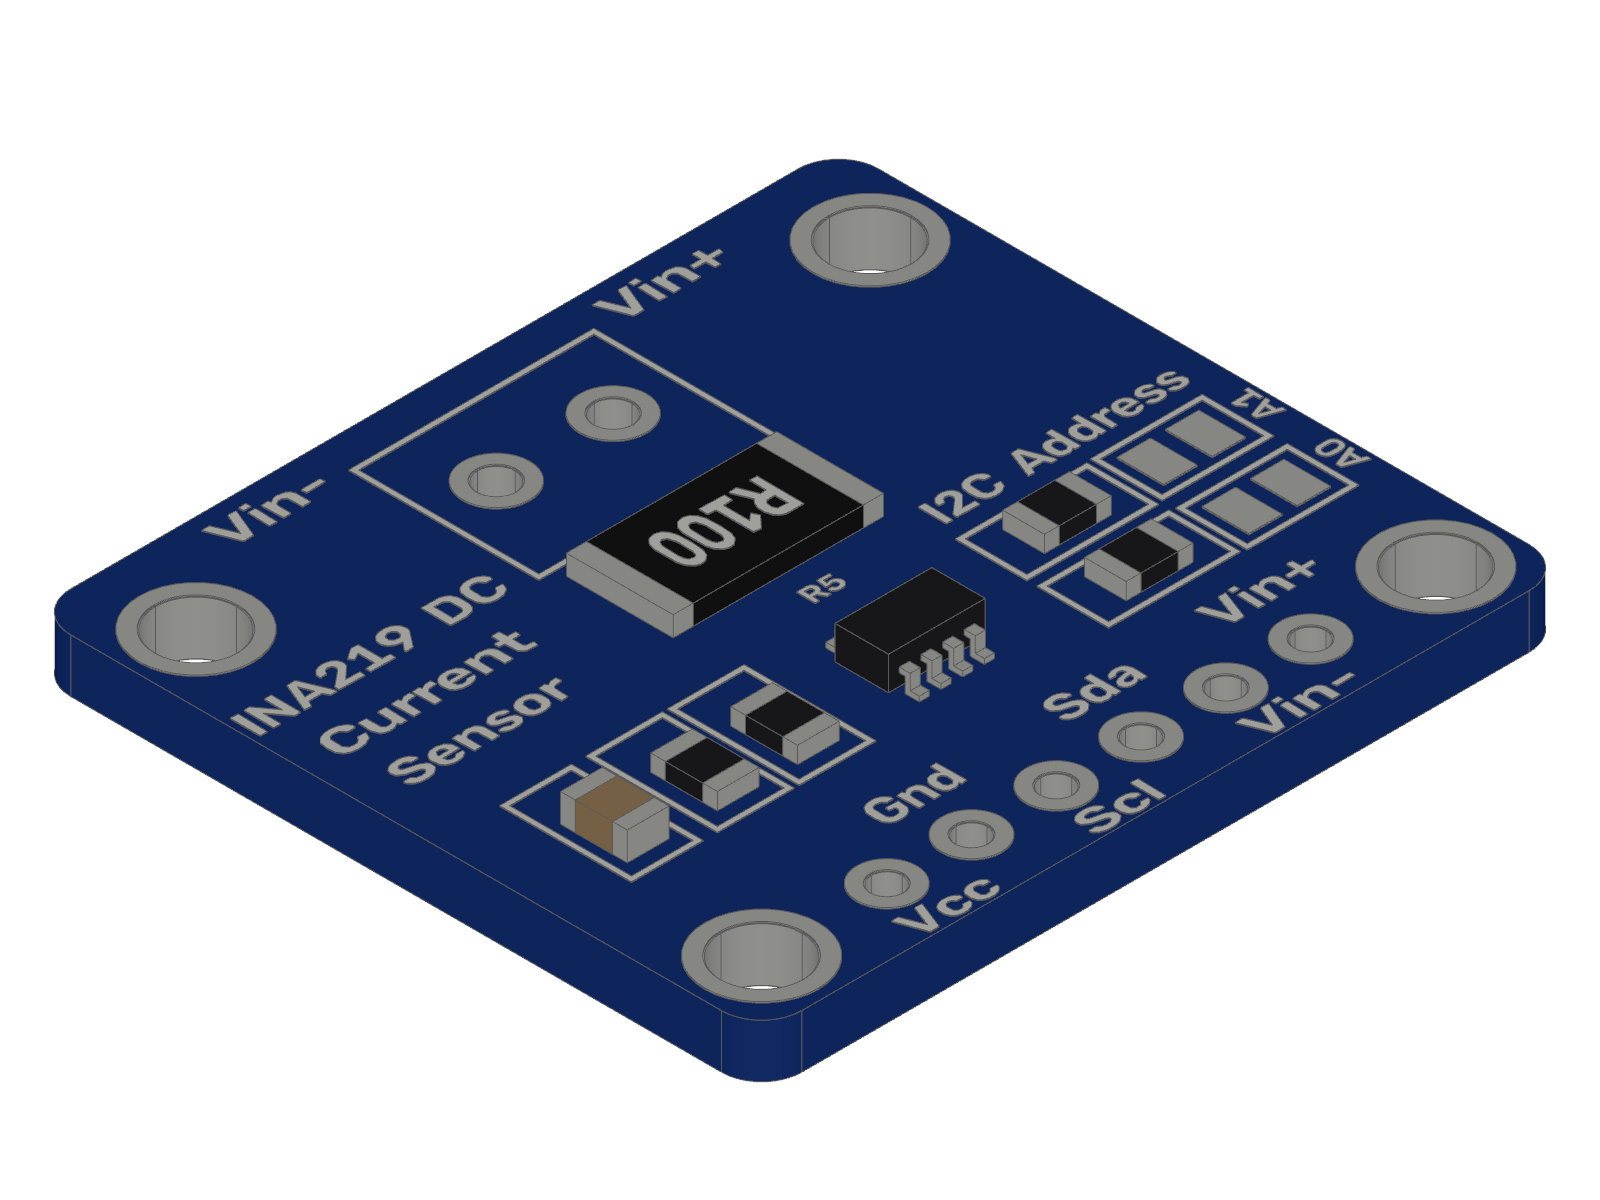 Vin+
Vin-
R100
I2C Address
A1
A0
R5
INA219 DC
Current
Sensor
Vin+
Vin-
Sda
Scl
Gnd
Vcc